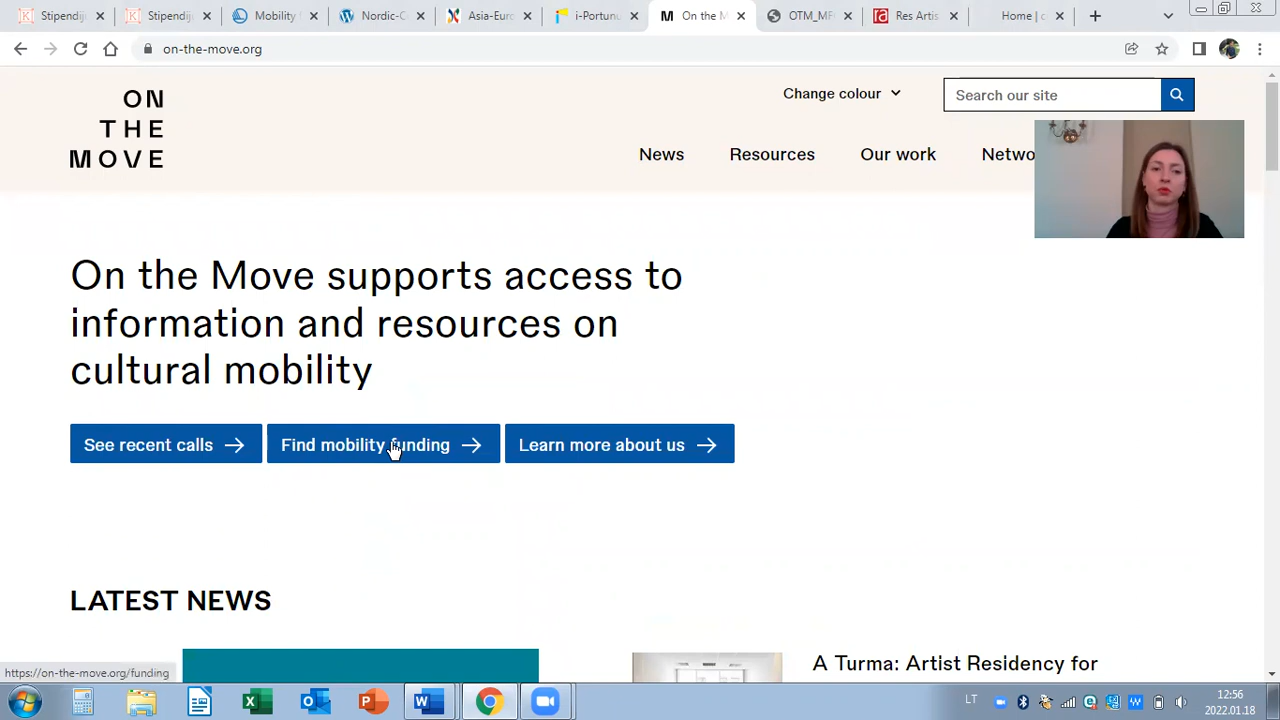 Stipendij
Stipendij
Mobility
Nordic-C
Asia-Euro
i-Portunu
On the M
OTM_MF
Res Artis
Home | c
on-the-move.org
ON
THE
MOVE
Change colour
Search our site
News
Resources
Our work
Netwo
On the Move supports access to
information and resources on
cultural mobility
See recent calls
Find mobility funding
Learn more about us
LATEST NEWS
A Turma: Artist Residency for
https://on-the-move.org/funding
LT
12:56
2022.01.18